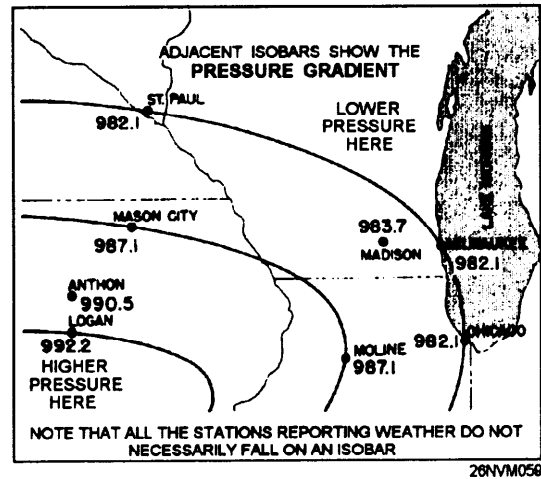 ADJACENT ISOBARS SHOW THE
PRESSURE GRADIENT
ST. PAUL
982.1
LOWER
PRESSURE
HERE
LAKE
MASON CITY
987.1
983.7
MADISON
MILWAUKEE
982.1
ANTHON
990.5
LOGAN
992.2
HIGHER
PRESSURE
HERE
MOLINE
987.1
982.1
CHICAGO
NOTE THAT ALL THE STATIONS REPORTING WEATHER DO NOT
NECESSARILY FALL ON AN ISOBAR
26NVM059